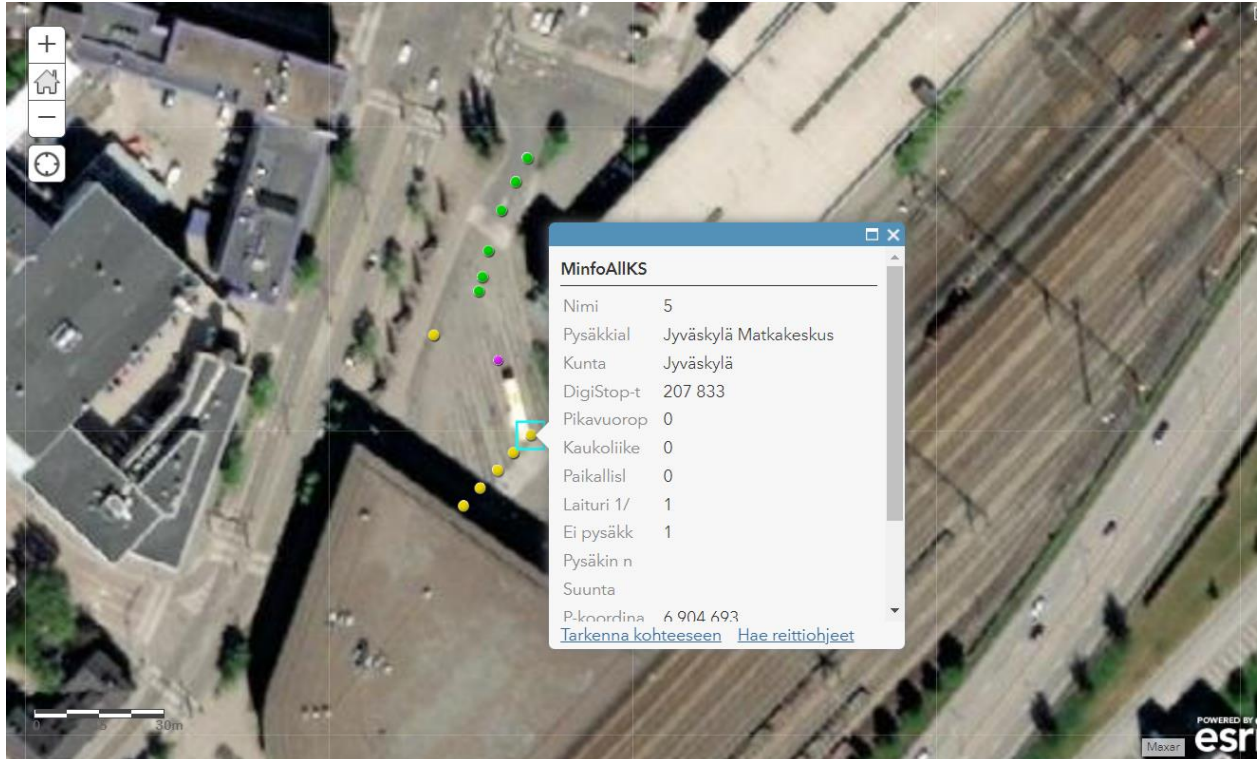 +
−
MinfoAllKS
Nimi 5
Pysäkkial Jyväskylä Matkakeskus
Kunta Jyväskylä
DigiStop-t 207 833
Pikavuorop 0
Kaukoliike 0
Paikallisl 0
Laituri 1/ 1
Ei pysäkk 1
Pysäkin n
Suunta
P-koordina 6 904 693
Tarkenna kohteeseen Hae reittiohjeet
0 30m
POWERED BY
esri
Maxar